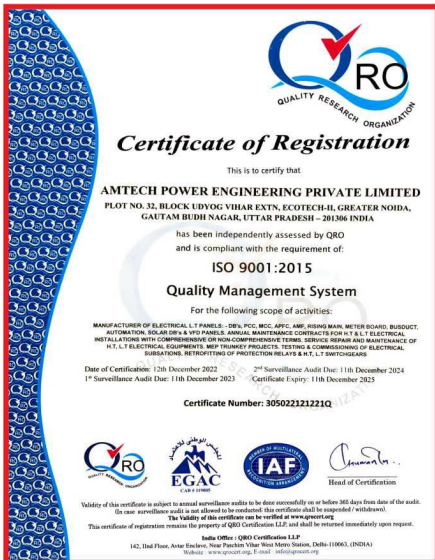 QRO
QUALITY RESEARCH ORGANIZATION
Certificate of Registration
This is to certify that
AMTECH POWER ENGINEERING PRIVATE LIMITED
PLOT NO. 32, BLOCK UDYOG VIHAR EXTN, ECOTECH-II, GREATER NOIDA,
GAUTAM BUDH NAGAR, UTTAR PRADESH – 201306 INDIA
has been independently assessed by QRO
and is compliant with the requirement of:
ISO 9001:2015
Quality Management System
For the following scope of activities:
MANUFACTURER OF ELECTRICAL L.T PANELS: - DB's, PCC, MCC, APFC, AMF, RISING MAIN, METER BOARD, BUSDUCT,
AUTOMATION, SOLAR DB's & VFD PANELS. ANNUAL MAINTENANCE CONTRACTS FOR H.T & L.T ELECTRICAL
INSTALLATIONS WITH COMPREHENSIVE OR NON-COMPREHENSIVE TERMS. SERVICE REPAIR AND MAINTENANCE OF
H.T, L.T ELECTRICAL EQUIPMENTS. MEP TRUNKEY PROJECTS. TESTING & COMMISSIONING OF ELECTRICAL
SUBSATIONS, RETROFITTING OF PROTECTION RELAYS & H.T, L.T SWITCHGEARS
Date of Certification: 12th December 2022 2nd Surveillance Audit Due: 11th December 2024
1st Surveillance Audit Due: 11th December 2023 Certificate Expiry: 11th December 2025
Certificate Number: 305022121221Q
QRO
QUALITY RESEARCH ORGANIZATION
EGAC
CAB # 119005
MEMBER OF MULTILATERAL
IAF
RECOGNITION ARRANGEMENT
Head of Certification
Validity of this certificate is subject to annual surveillance audits to be done successfully on or before 365 days from date of the audit.
(In case surveillance audit is not allowed to be conducted: this certificate shall be suspended / withdrawn).
The Validity of this certificate can be verified at www.qrocert.org
This certificate of registration remains the property of QRO Certification LLP, and shall be returned immediately upon request.
India Office : QRO Certification LLP
142, IInd Floor, Avtar Enclave, Near Paschim Vihar West Metro Station, Delhi-110063, (INDIA)
Website : www.qrocert.org, E-mail : info@qrocert.org